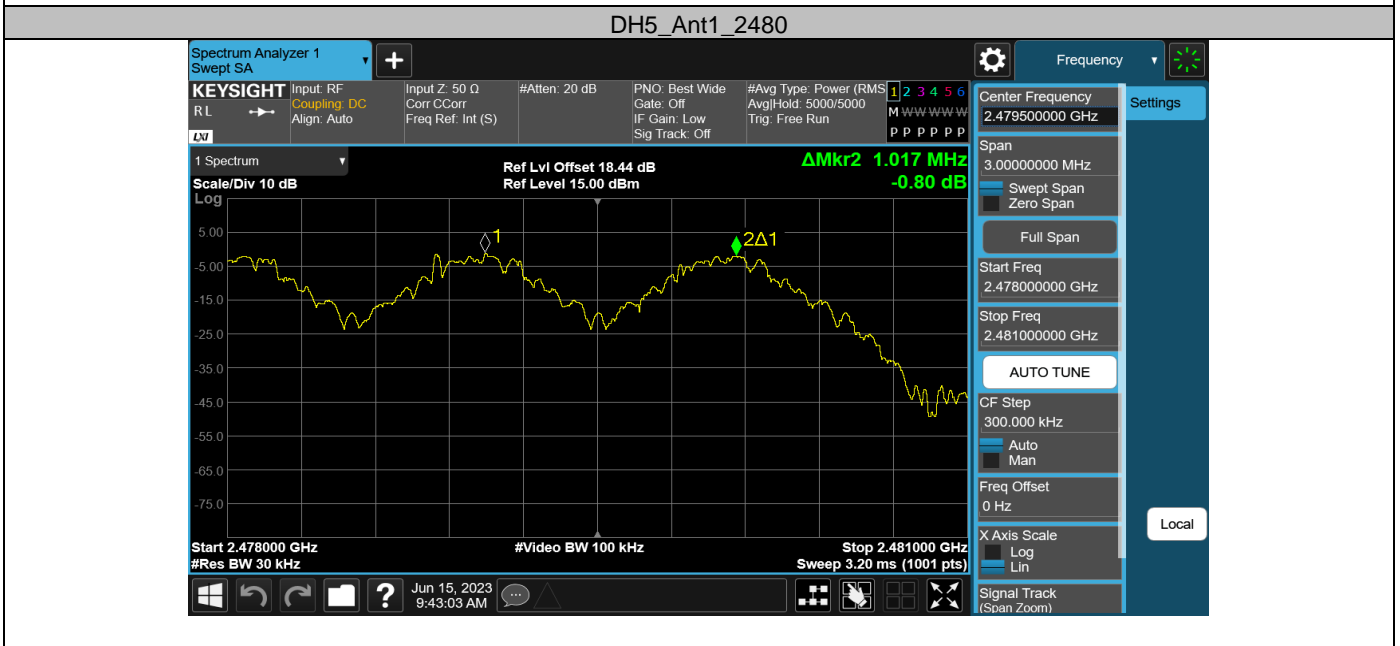 DH5_Ant1_2480
Spectrum Analyzer 1
Swept SA
+
Frequency
KEYSIGHT
RL
LXI
Input: RF
Coupling: DC
Align: Auto
Input Z: 50 Ω
Corr CCorr
Freq Ref: Int (S)
#Atten: 20 dB
PNO: Best Wide
Gate: Off
IF Gain: Low
Sig Track: Off
#Avg Type: Power (RMS
Avg|Hold: 5000/5000
Trig: Free Run
1 2 3 4 5 6
M W W W W W
P P P P P P
1 Spectrum
Scale/Div 10 dB
Log
Ref Lvl Offset 18.44 dB
Ref Level 15.00 dBm
ΔMkr2 1.017 MHz
-0.80 dB
5.00
-5.00
-15.0
-25.0
-35.0
-45.0
-55.0
-65.0
-75.0
1
2Δ1
Start 2.478000 GHz
#Res BW 30 kHz
#Video BW 100 kHz
Stop 2.481000 GHz
Sweep 3.20 ms (1001 pts)
Center Frequency
2.479500000 GHz
Settings
Span
3.00000000 MHz
Swept Span
Zero Span
Full Span
Start Freq
2.478000000 GHz
Stop Freq
2.481000000 GHz
AUTO TUNE
CF Step
300.000 kHz
Auto
Man
Freq Offset
0 Hz
X Axis Scale
Log
Lin
Local
Signal Track
(Span Zoom)
?
Jun 15, 2023
9:43:03 AM